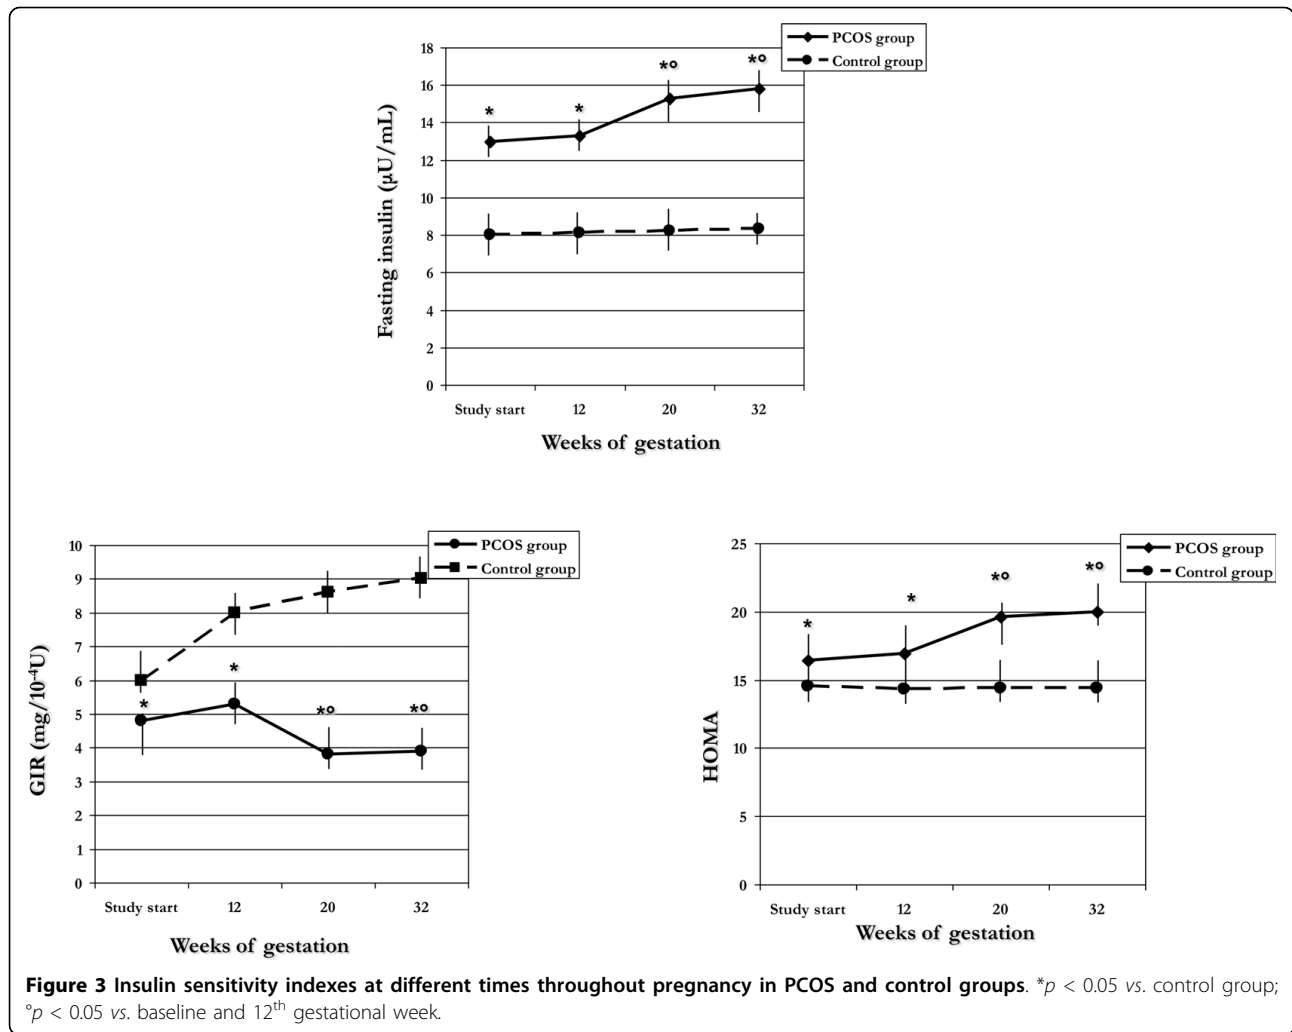 PCOS group
Control group
18
16
14
12
10
8
6
4
2
0
Fasting insulin (µU/mL)
* * *° *°
Study start 12 20 32
Weeks of gestation
PCOS group
Control group
10
9
8
7
6
5
4
3
2
1
0
GIR (mg/10⁻⁴U)
* * *° *°
Study start 12 20 32
Weeks of gestation
PCOS group
Control group
25
20
15
10
5
0
HOMA
* * *° *°
Study start 12 20 32
Weeks of gestation
Figure 3 Insulin sensitivity indexes at different times throughout pregnancy in PCOS and control groups. *p < 0.05 vs. control group;
°p < 0.05 vs. baseline and 12th gestational week.